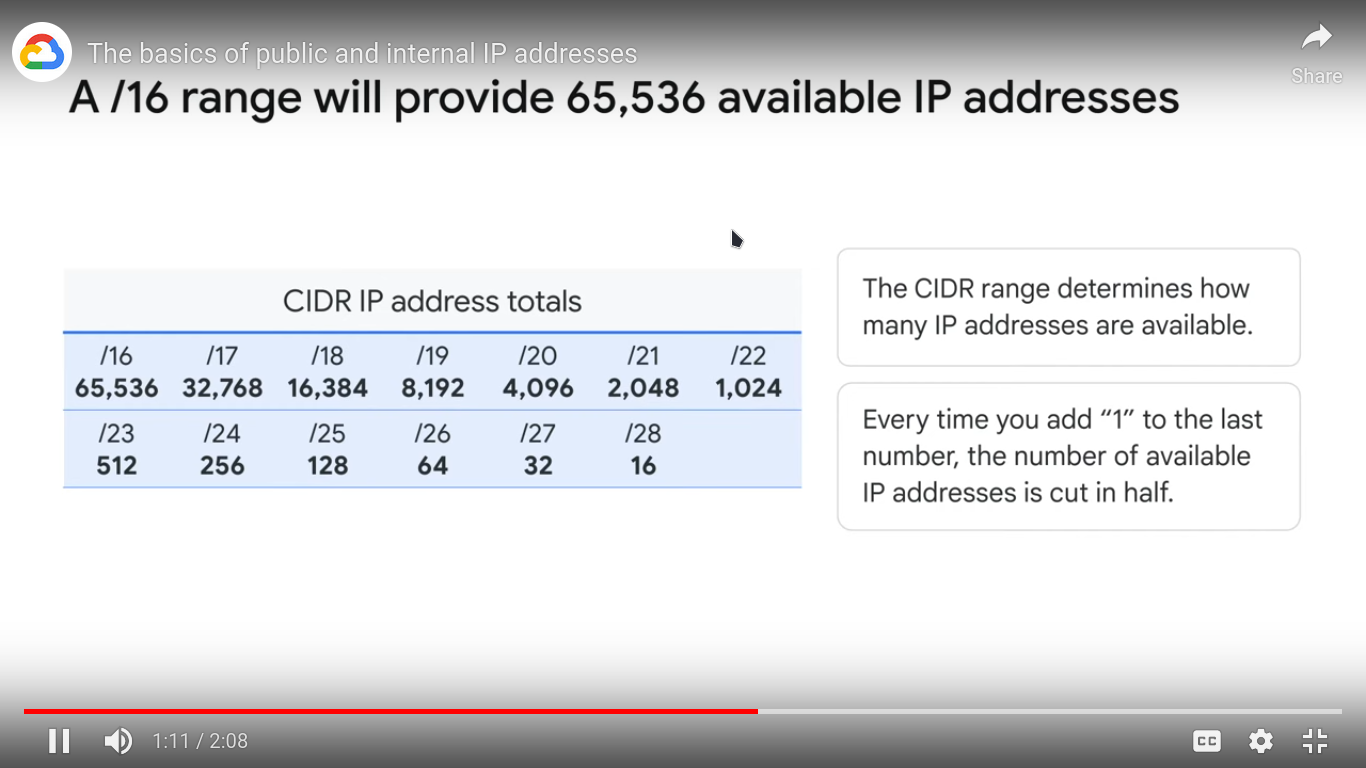 The basics of public and internal IP addresses
Share
A /16 range will provide 65,536 available IP addresses
CIDR IP address totals
/16 /17 /18 /19 /20 /21 /22
65,536 32,768 16,384 8,192 4,096 2,048 1,024
/23 /24 /25 /26 /27 /28
512 256 128 64 32 16
The CIDR range determines how
many IP addresses are available.
Every time you add “1” to the last
number, the number of available
IP addresses is cut in half.
1:11 / 2:08
CC